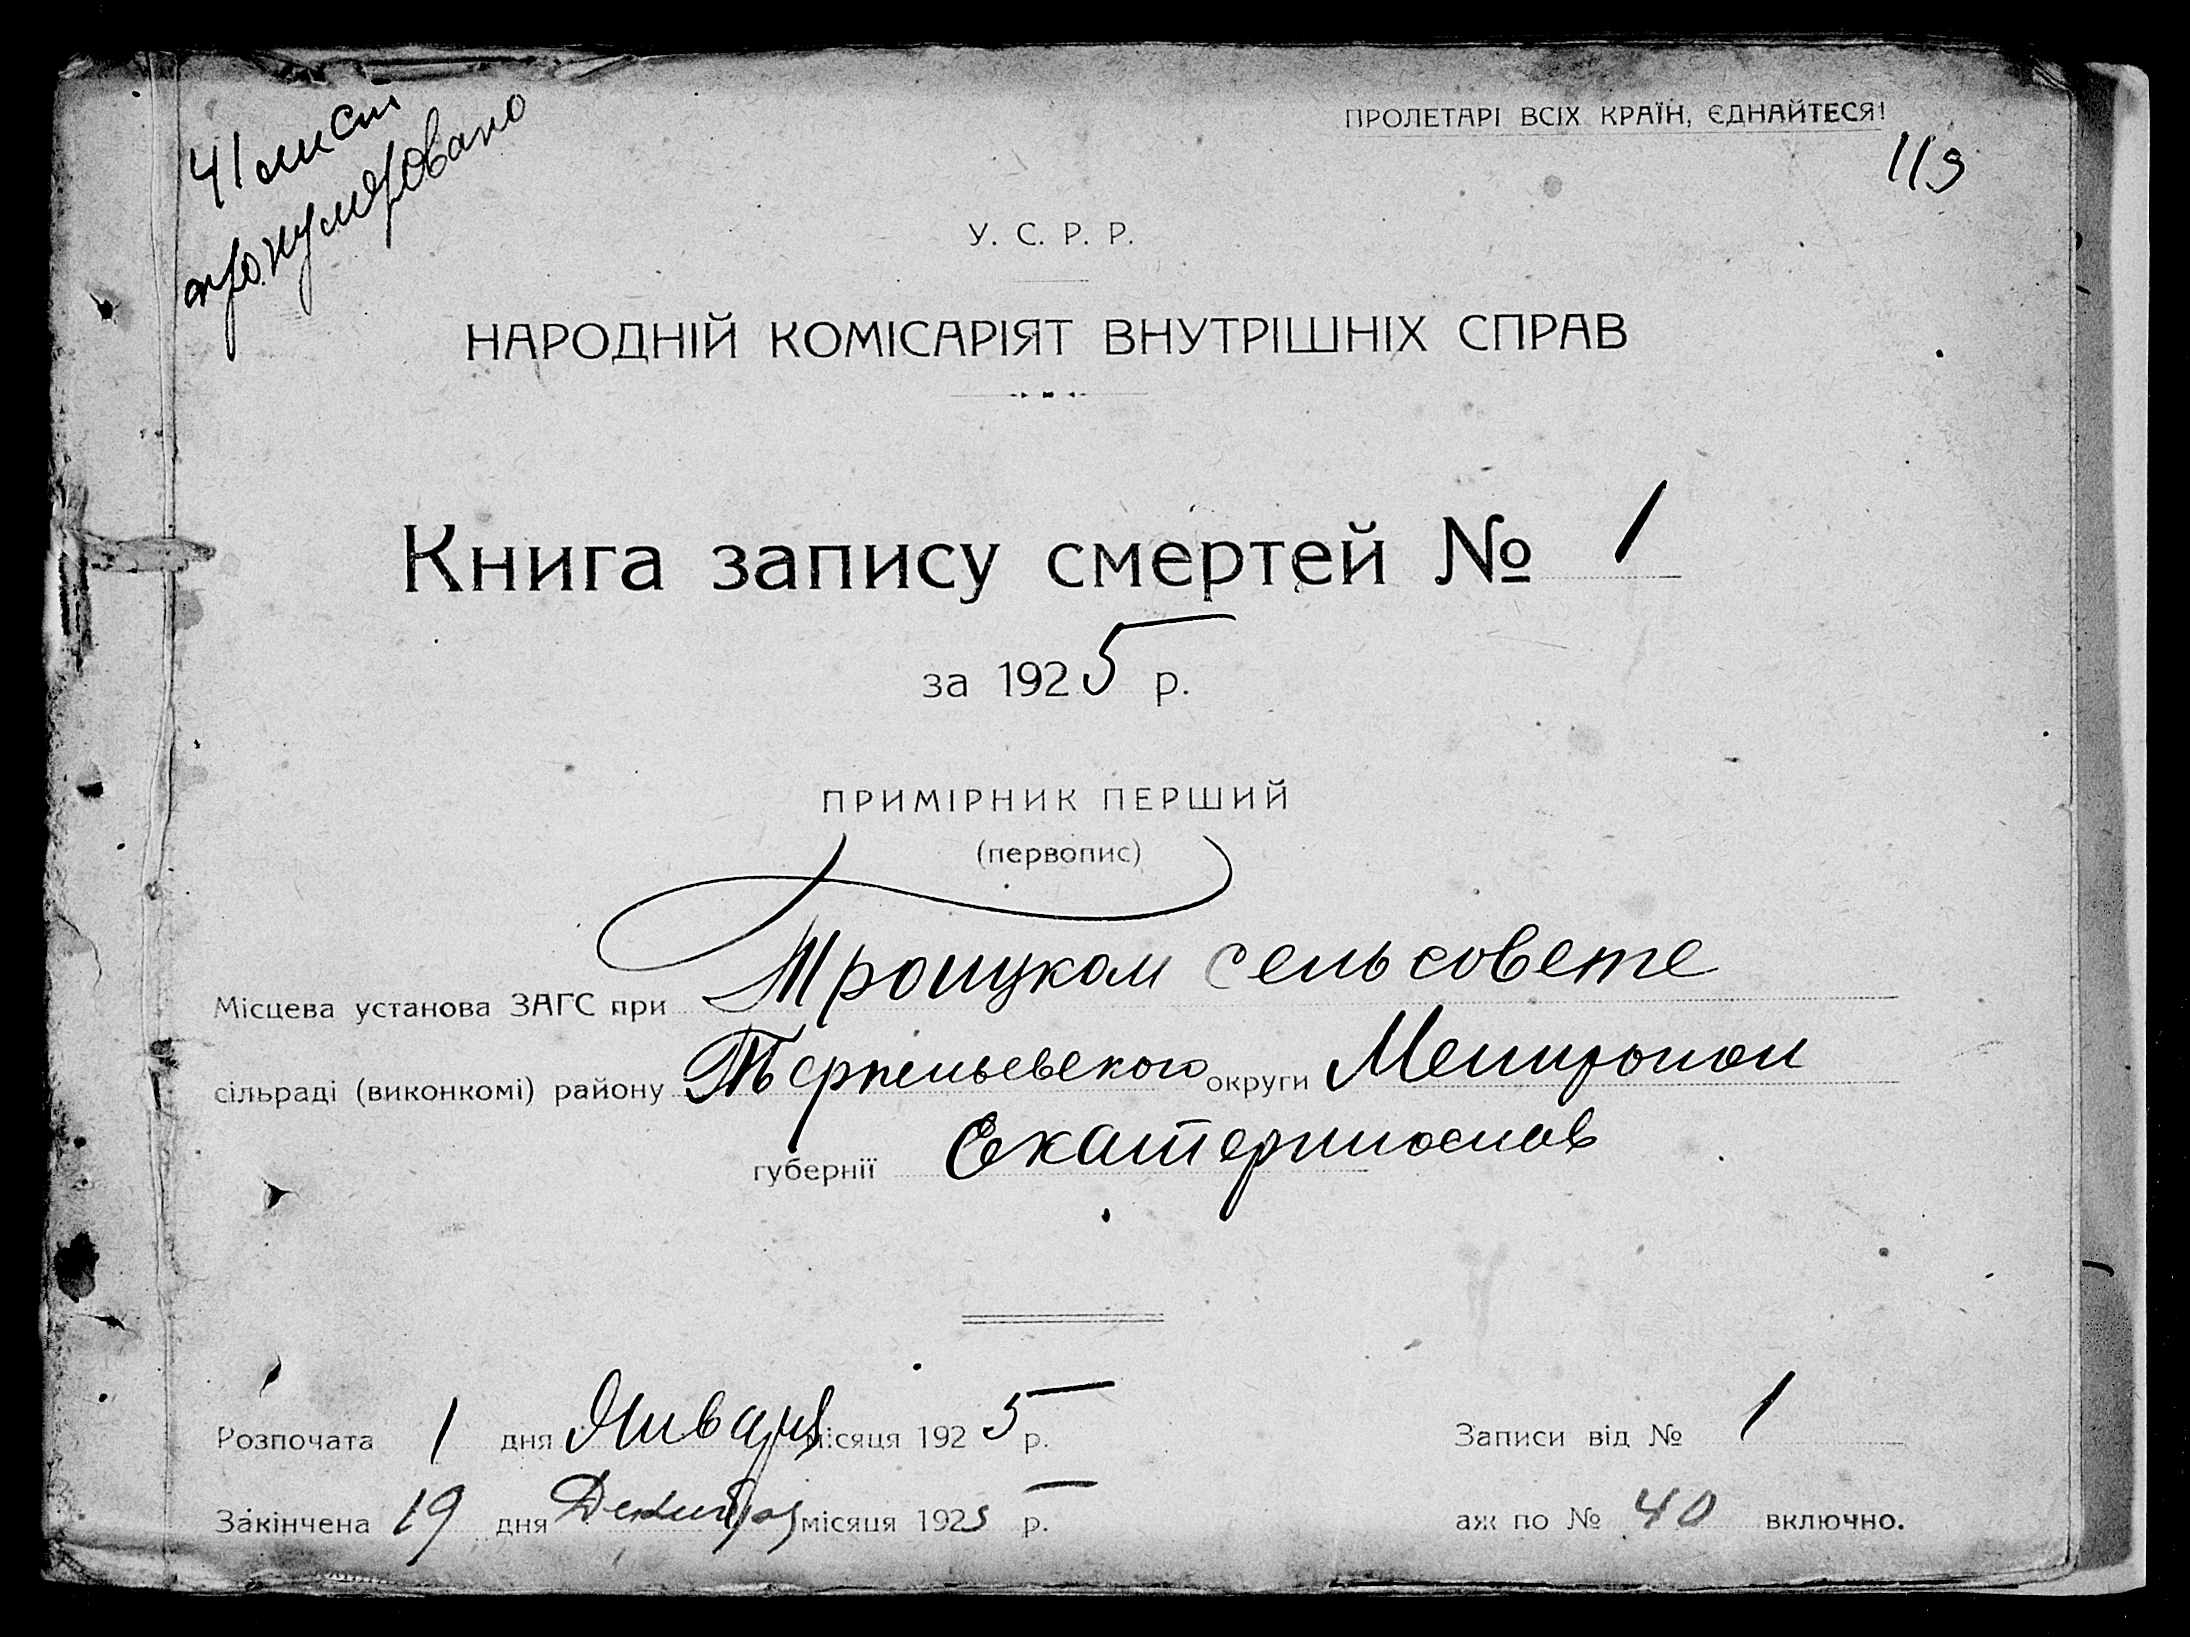 41 лист
пронумеровано
ПРОЛЕТАРІ ВСІХ КРАЇН, ЄДНАЙТЕСЯ!
119
У. С. Р. Р.
НАРОДНІЙ КОМІСАРІЯТ ВНУТРІШНІХ СПРАВ
Книга запису смертей № 1
за 1925 р.
ПРИМІРНИК ПЕРШИЙ
(первопис)
Місцева установа ЗАГС при Троицком сельсовете
сільраді (виконкомі) району Терпеньевского округи Мелитопол
губернії Екатеринослав
Розпочата 1 дня Января місяця 1925 р.
Закінчена 19 дня Декабря місяця 1925 р.
Записи від № 1
аж по № 40 включно.